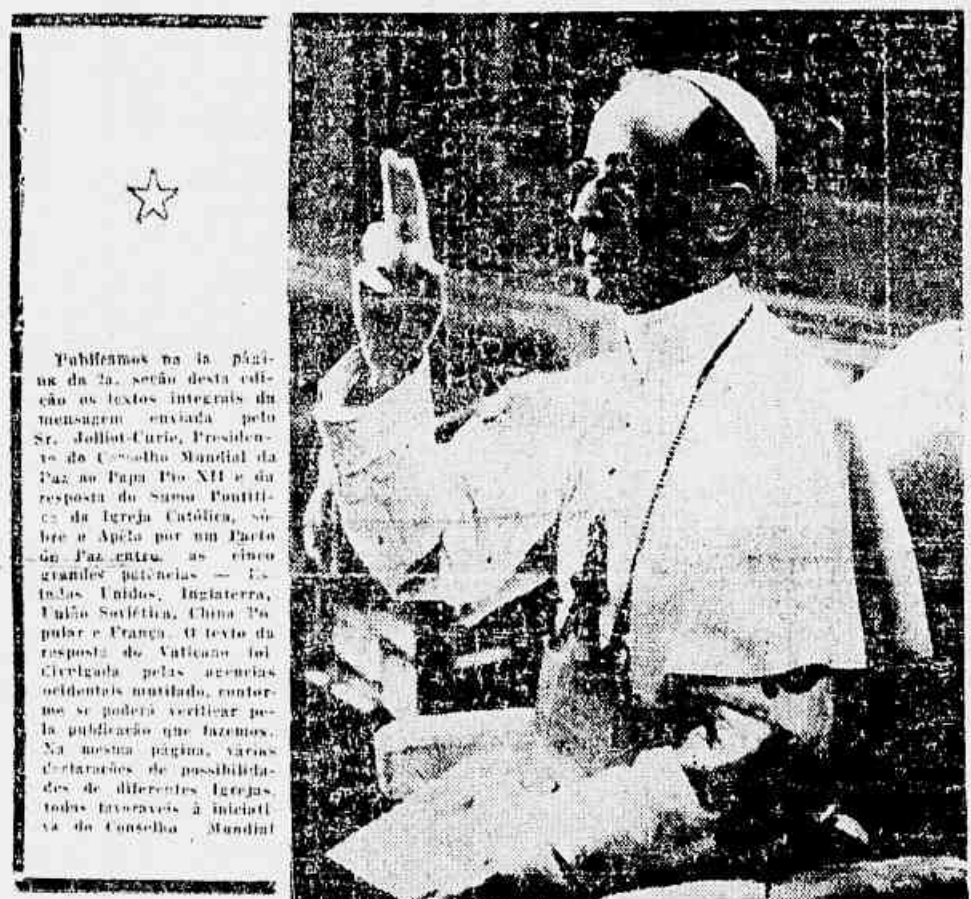 Publicamos na 4a pági-
na da 2a. seção desta edi-
ção os textos integrais da
mensagem enviada pelo
Sr. Jolliot-Curie, Presiden-
te do Conselho Mundial da
Paz ao Papa Pio XII e da
resposta do Sumo Pontífi-
ce da Igreja Católica, sô-
bre o Apêlo por um Pacto
de Paz entre as cinco
grandes potências — Es-
tados Unidos, Inglaterra,
União Soviética, China Po-
pular e França. O texto da
resposta do Vaticano foi
divulgada pelas agencias
ocidentais mutilado, confor-
me se poderá verificar pe-
la publicação que fazemos.
Na mesma página, várias
declarações de possibilida-
des de diferentes Igrejas,
todas favoraveis à iniciati
va do Conselho Mundial